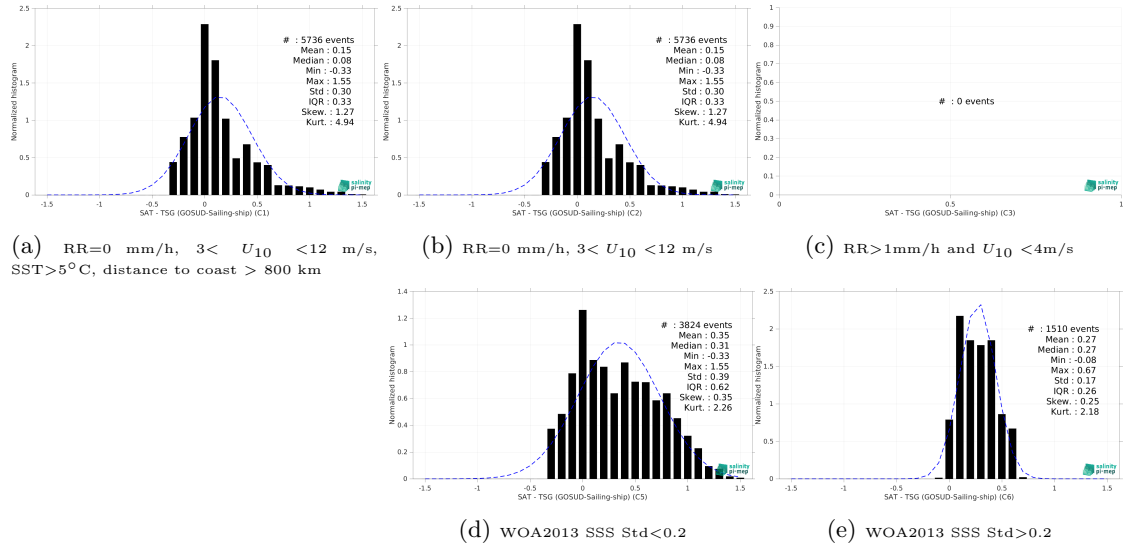 2.5
2
1.5
1
0.5
0
Normalized histogram
# : 5736 events
Mean : 0.15
Median : 0.08
Min : -0.33
Max : 1.55
Std : 0.30
IQR : 0.33
Skew. : 1.27
Kurt. : 4.94
salinity
pi-mep
-1.5 -1 -0.5 0 0.5 1 1.5
SAT - TSG (GOSUD-Sailing-ship) (C1)
(a) RR=0 mm/h, 3< U10 <12 m/s,
SST>5°C, distance to coast > 800 km
2.5
2
1.5
1
0.5
0
Normalized histogram
# : 5736 events
Mean : 0.15
Median : 0.08
Min : -0.33
Max : 1.55
Std : 0.30
IQR : 0.33
Skew. : 1.27
Kurt. : 4.94
salinity
pi-mep
-1.5 -1 -0.5 0 0.5 1 1.5
SAT - TSG (GOSUD-Sailing-ship) (C2)
(b) RR=0 mm/h, 3< U10 <12 m/s
1
0.9
0.8
0.7
0.6
0.5
0.4
0.3
0.2
0.1
0
Normalized histogram
# : 0 events
salinity
pi-mep
0 0.5 1
SAT - TSG (GOSUD-Sailing-ship) (C3)
(c) RR>1mm/h and U10 <4m/s
1.4
1.2
1
0.8
0.6
0.4
0.2
0
Normalized histogram
# : 3824 events
Mean : 0.35
Median : 0.31
Min : -0.33
Max : 1.55
Std : 0.39
IQR : 0.62
Skew. : 0.35
Kurt. : 2.26
salinity
pi-mep
-1.5 -1 -0.5 0 0.5 1 1.5
SAT - TSG (GOSUD-Sailing-ship) (C5)
(d) WOA2013 SSS Std<0.2
2.5
2
1.5
1
0.5
0
Normalized histogram
# : 1510 events
Mean : 0.27
Median : 0.27
Min : -0.08
Max : 0.67
Std : 0.17
IQR : 0.26
Skew. : 0.25
Kurt. : 2.18
salinity
pi-mep
-1.5 -1 -0.5 0 0.5 1 1.5
SAT - TSG (GOSUD-Sailing-ship) (C6)
(e) WOA2013 SSS Std>0.2